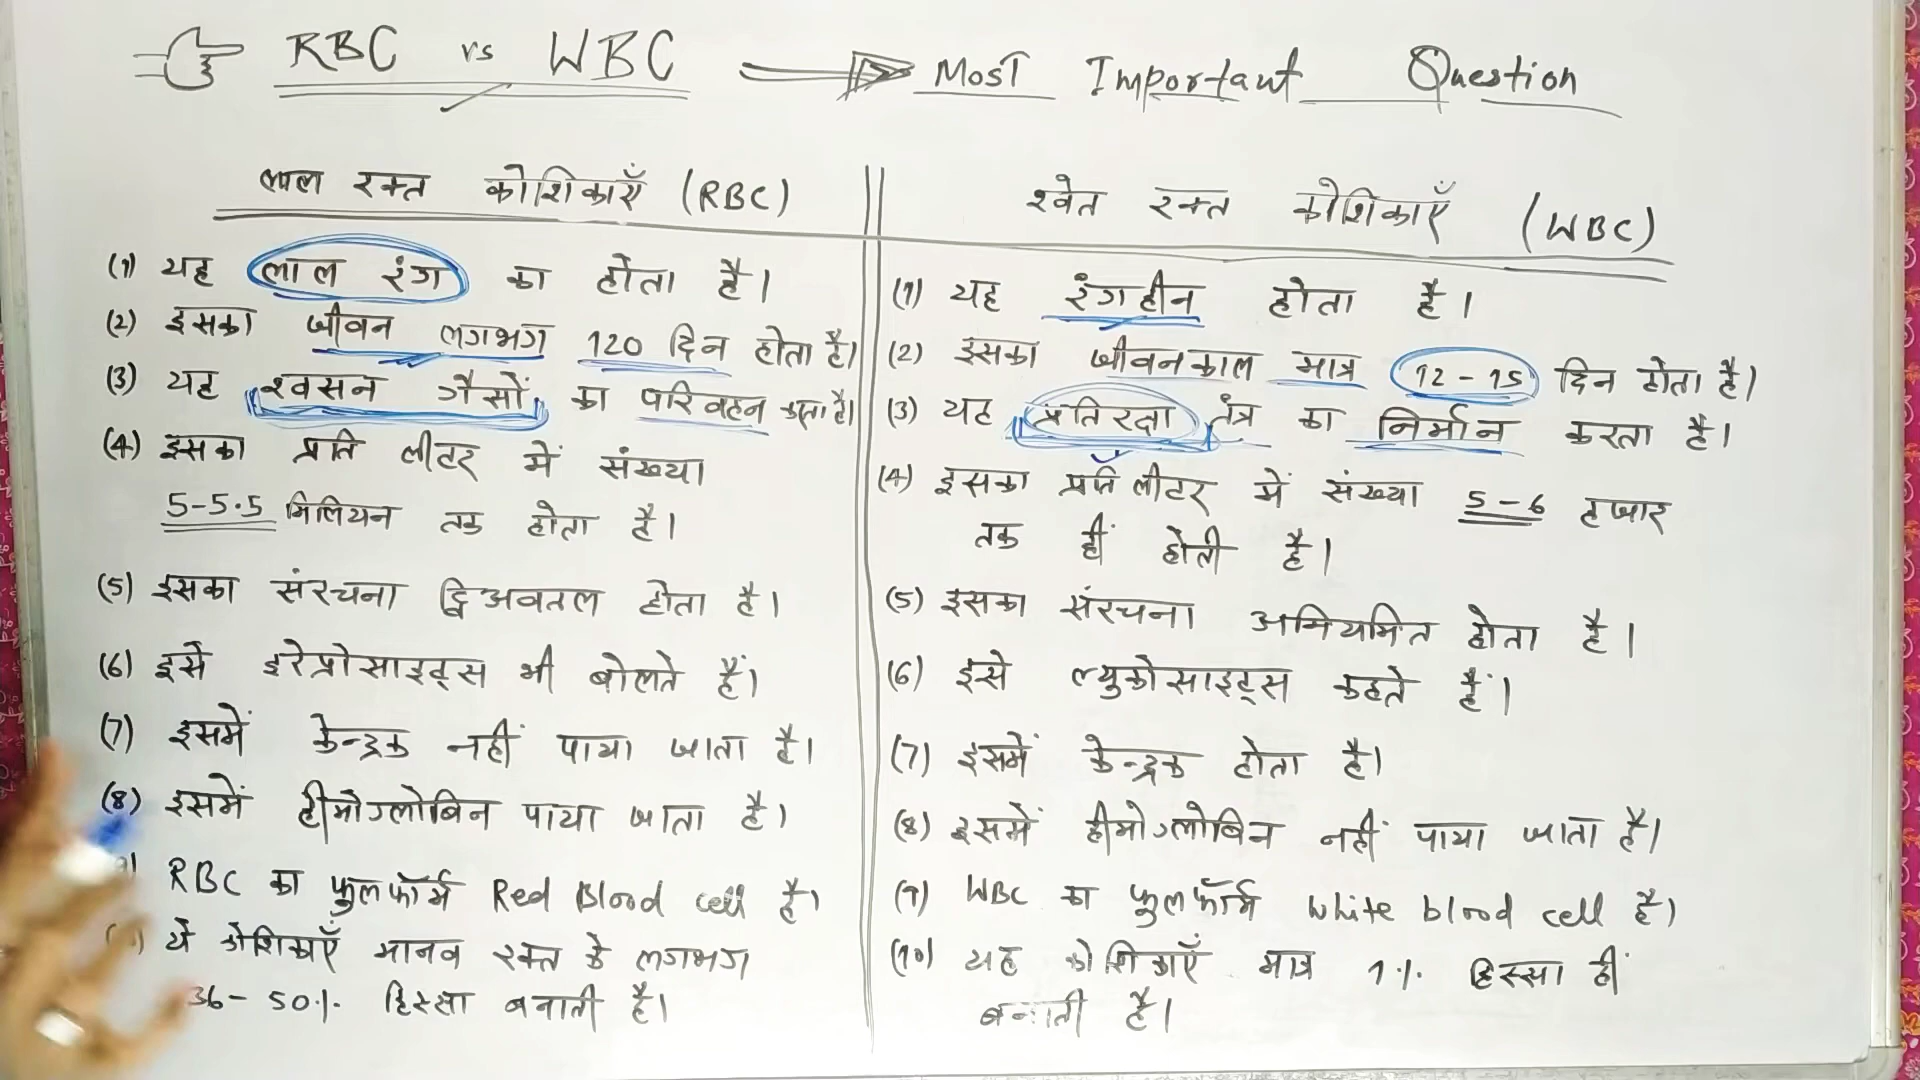 RBC vs WBC Most Important Question
लाल रक्त कोशिकाएँ (RBC)
(1) यह लाल रंग का होता है।
(2) इसका जीवन लगभग 120 दिन होता है।
(3) यह श्वसन गैसों का परिवहन करता है।
(4) इसका प्रति लीटर में संख्या
5-5.5 मिलियन तक होता है।
(5) इसका संरचना द्विअवतल होता है।
(6) इसे इरेथ्रोसाइट्स भी बोलते हैं।
(7) इसमें केन्द्रक नहीं पाया जाता है।
(8) इसमें हीमोग्लोबिन पाया जाता है।
RBC का फुलफॉर्म Red Blood cell है।
ये कोशिकाएँ मानव रक्त के लगभग
36-50% हिस्सा बनाती है।
श्वेत रक्त कोशिकाएँ (WBC)
(1) यह रंगहीन होता है।
(2) इसका जीवनकाल मात्र 12-15 दिन होता है।
(3) यह प्रतिरक्षा तंत्र का निर्मान करता है।
(4) इसका प्रति लीटर में संख्या 5-6 हजार
तक हीं होती है।
(5) इसका संरचना अनियमित होता है।
(6) इसे ल्युकोसाइट्स कहते हैं।
(7) इसमें केन्द्रक होता है।
(8) इसमें हीमोग्लोबिन नहीं पाया जाता है।
(9) WBC का फुलफॉर्म White blood cell है।
(10) यह कोशिकाएँ मात्र 1% हिस्सा हीं
बनाती है।